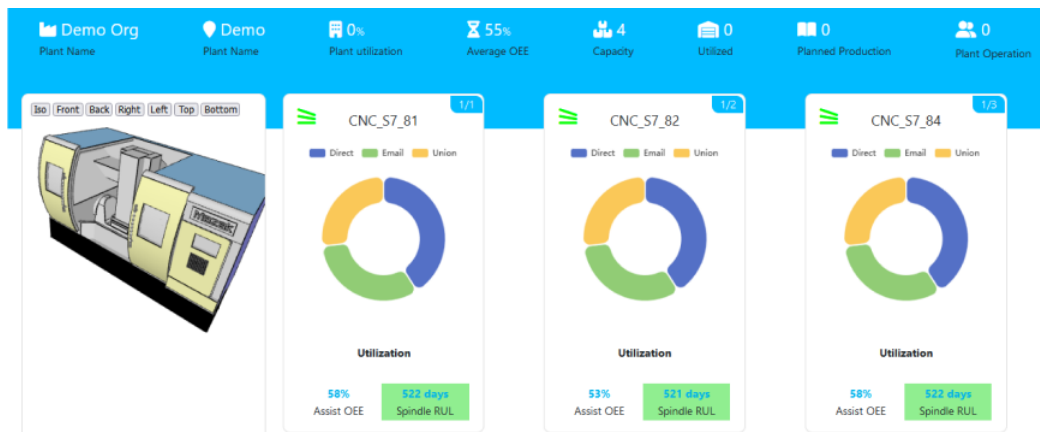 Demo Org
Plant Name
Demo
Plant Name
0%
Plant utilization
55%
Average OEE
4
Capacity
0
Utilized
0
Planned Production
0
Plant Operation
Iso Front Back Right Left Top Bottom
Mazak
1/1
CNC_S7_81
Direct Email Union
Utilization
58%
Assist OEE
522 days
Spindle RUL
1/2
CNC_S7_82
Direct Email Union
Utilization
53%
Assist OEE
521 days
Spindle RUL
1/3
CNC_S7_84
Direct Email Union
Utilization
58%
Assist OEE
522 days
Spindle RUL